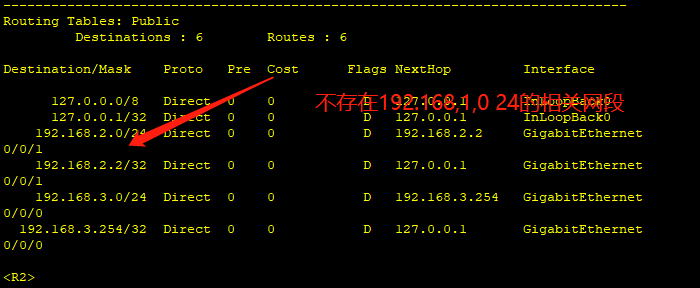 Routing Tables: Public
Destinations : 6 Routes : 6
Destination/Mask Proto Pre Cost Flags NextHop Interface
不存在192.168,1,0 24的相关网段
127.0.0.0/8 Direct 0 0 D 127.0.0.1 InLoopBack0
127.0.0.1/32 Direct 0 0 D 127.0.0.1 InLoopBack0
192.168.2.0/24 Direct 0 0 D 192.168.2.2 GigabitEthernet
0/0/1
192.168.2.2/32 Direct 0 0 D 127.0.0.1 GigabitEthernet
0/0/1
192.168.3.0/24 Direct 0 0 D 192.168.3.254 GigabitEthernet
0/0/0
192.168.3.254/32 Direct 0 0 D 127.0.0.1 GigabitEthernet
0/0/0
<R2>